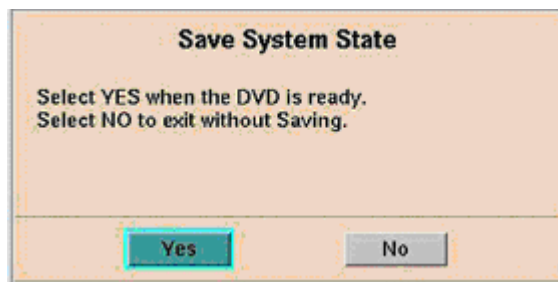 Save System State
Select YES when the DVD is ready.
Select NO to exit without Saving.
Yes
No